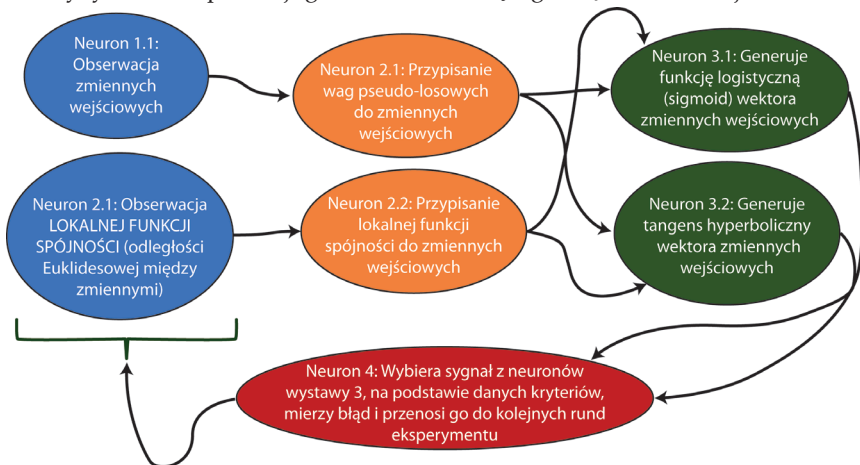 Neuron 1.1:
Obserwacja
zmiennych
wejściowych
Neuron 2.1: Przypisanie
wag pseudo-losowych
do zmiennych
wejściowych
Neuron 3.1: Generuje
funkcję logistyczną
(sigmoid) wektora
zmiennych wejściowych
Neuron 2.1: Obserwacja
LOKALNEJ FUNKCJI
SPÓJNOŚCI (odległości
Euklidesowej między
zmiennymi)
Neuron 2.2: Przypisanie
lokalnej funkcji
spójności do zmiennych
wejściowych
Neuron 3.2: Generuje
tangens hyperboliczny
wektora zmiennych
wejściowych
Neuron 4: Wybiera sygnał z neuronów
wystawy 3, na podstawie danych kryteriów,
mierzy błąd i przenosi go do kolejnych rund
eksperymentu